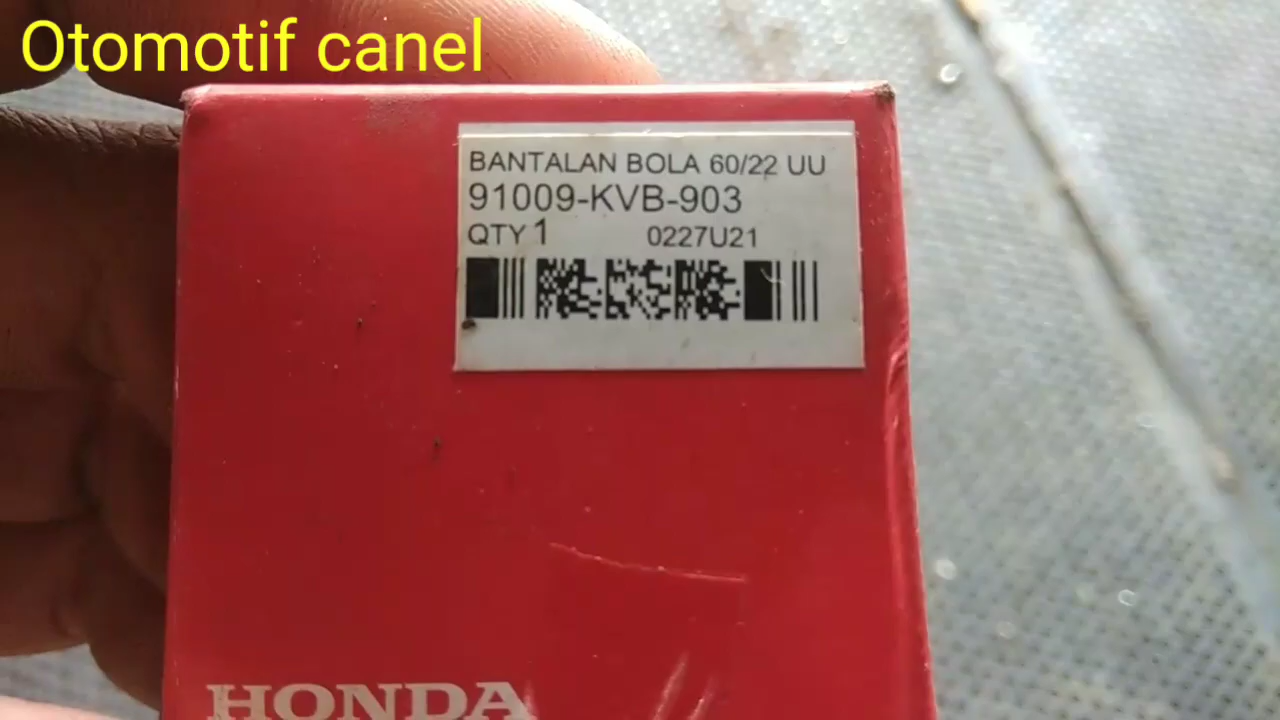 Otomotif canel
BANTALAN BOLA 60/22 UU
91009-KVB-903
QTY 1 0227U21
HONDA